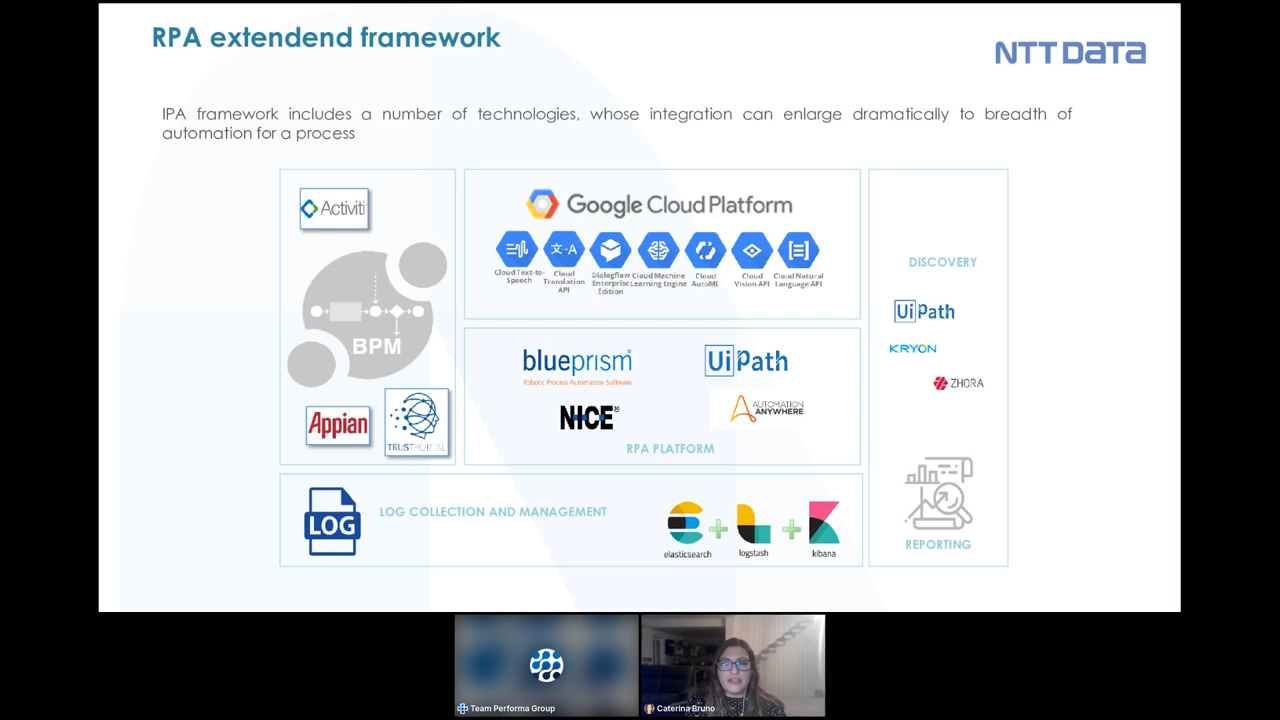 RPA extendend framework
NTT DATA
IPA framework includes a number of technologies, whose integration can enlarge dramatically to breadth of
automation for a process
Activiti
BPM
Appian
TRUSTPORTAL
Google Cloud Platform
Cloud Text-to-
Speech
Cloud
Translation
API
Dialogflow
Enterprise
Edition
Cloud Machine
Learning Engine
Cloud
AutoML
Cloud
Vision API
Cloud Natural
Language API
blueprism®
Robotic Process Automation Software
UiPath
NICE®
AUTOMATION
ANYWHERE
RPA PLATFORM
DISCOVERY
UiPath
KRYON
ZHORA
REPORTING
LOG
LOG COLLECTION AND MANAGEMENT
elasticsearch
logstash
kibana
Team Performa Group
Caterina Bruno